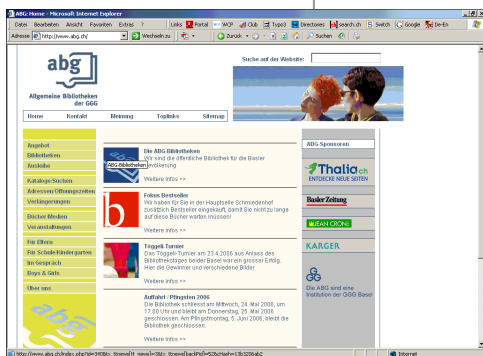 ABG: Home - Microsoft Internet Explorer
Datei Bearbeiten Ansicht Favoriten Extras ?
Links Portal WCP Club Typo3 Directories search.ch Switch Google De-En
Adresse http://www.abg.ch/ Wechseln zu Zurück Suchen
abg
Allgemeine Bibliotheken
der GGG
Suche auf der Website:
Home Kontakt Meinung Toplinks Sitemap
Angebot
Bibliotheken
Ausleihe
Kataloge/Suchen
Adressen/Öffnungszeiten
Verlängerungen
Bücher/Medien
Veranstaltungen
Für Eltern
Für Schule/Kindergarten
Im Gespräch
Boys & Girls
Über uns
abg
ABG-Bibliotheken
Die ABG-Bibliotheken
Wir sind die öffentliche Bibliothek für die Basler
Bevölkerung
Weitere Infos >>
Fokus Bestseller
Wir haben für Sie in der Hauptstelle Schmiedenhof
zusätzlich Bestseller eingekauft, damit Sie nicht zu lange
auf diese Bücher warten müssen!
Weitere Infos >>
Töggeli-Turnier
Das Töggeli-Turnier am 23.4.2006 aus Anlass des
Bibliothekstages beider Basel war ein grosser Erfolg.
Hier die Gewinner und verschiedene Bilder
Weitere Infos >>
Auffahrt / Pfingsten 2006
Die Bibliothek schliesst am Mittwoch, 24. Mai 2006, um
17.00 Uhr und bleibt am Donnerstag, 25. Mai 2006
geschlossen. Am Pfingstmontag, 5. Juni 2006, bleibt die
Bibliothek geschlossen.
Weitere Infos >>
ABG-Sponsoren
Thalia.ch
ENTDECKE NEUE SEITEN
Basler Zeitung
JEAN CRON
KARGER
GG
G
Die ABG sind eine
Institution der GGG Basel
Internet